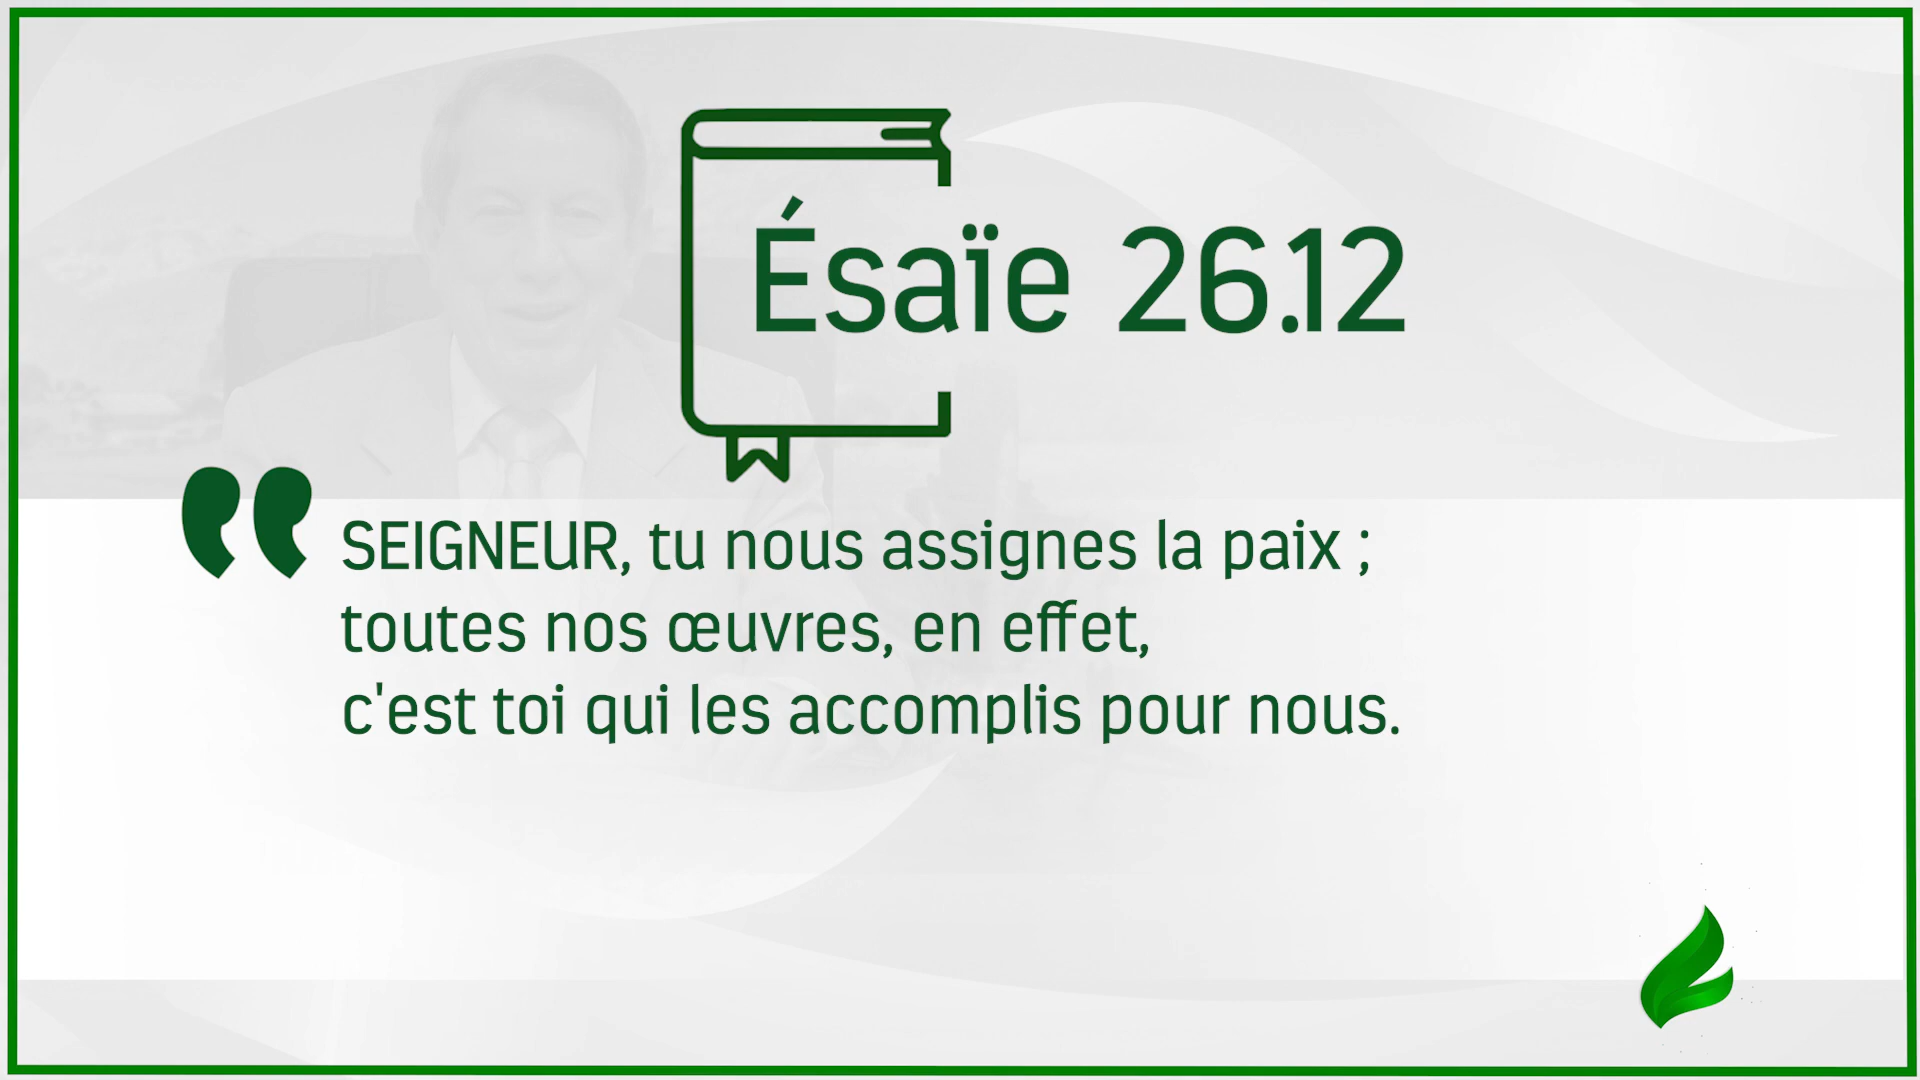 Ésaïe 26.12
SEIGNEUR, tu nous assignes la paix ;
toutes nos œuvres, en effet,
c'est toi qui les accomplis pour nous.